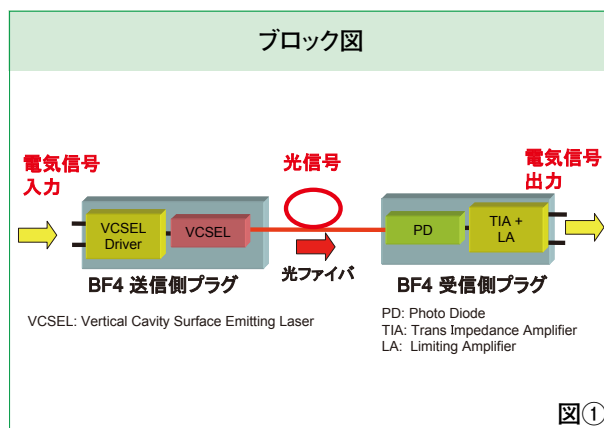 ブロック図
電気信号
入力
光信号
電気信号
出力
VCSEL
Driver
VCSEL
PD
TIA +
LA
BF4 送信側プラグ
光ファイバ
BF4 受信側プラグ
VCSEL: Vertical Cavity Surface Emitting Laser
PD: Photo Diode
TIA: Trans Impedance Amplifier
LA: Limiting Amplifier
図①